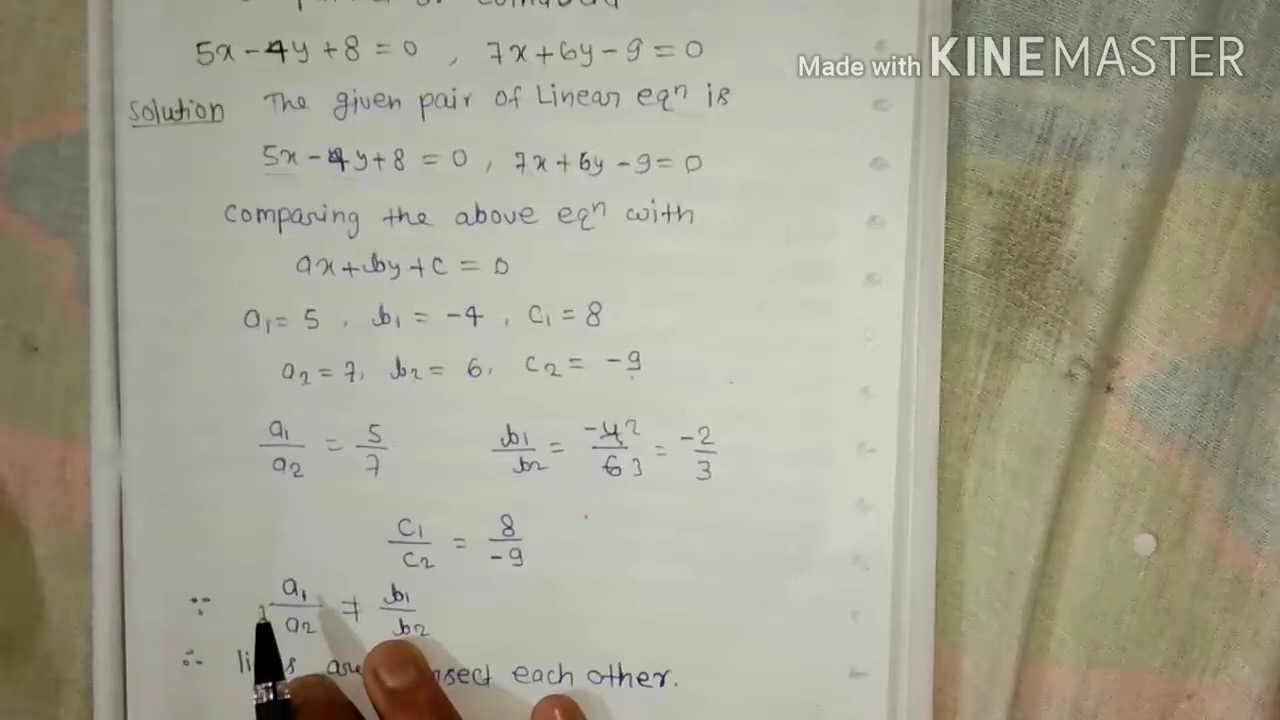 5x - 4y + 8 = 0 , 7x + 6y - 9 = 0
Made with KINEMASTER
Solution The given pair of Linear eqⁿ is
5x - 4y + 8 = 0 , 7x + 6y - 9 = 0
Comparing the above eqⁿ with
ax + by + c = 0
a₁ = 5 , b₁ = -4 , c₁ = 8
a₂ = 7, b₂ = 6, c₂ = -9
a₁/a₂ = 5/7 b₁/b₂ = -4 2/6 3 = -2/3
c₁/c₂ = 8/-9
∵ a₁/a₂ ≠ b₁/b₂
∴ are each other.